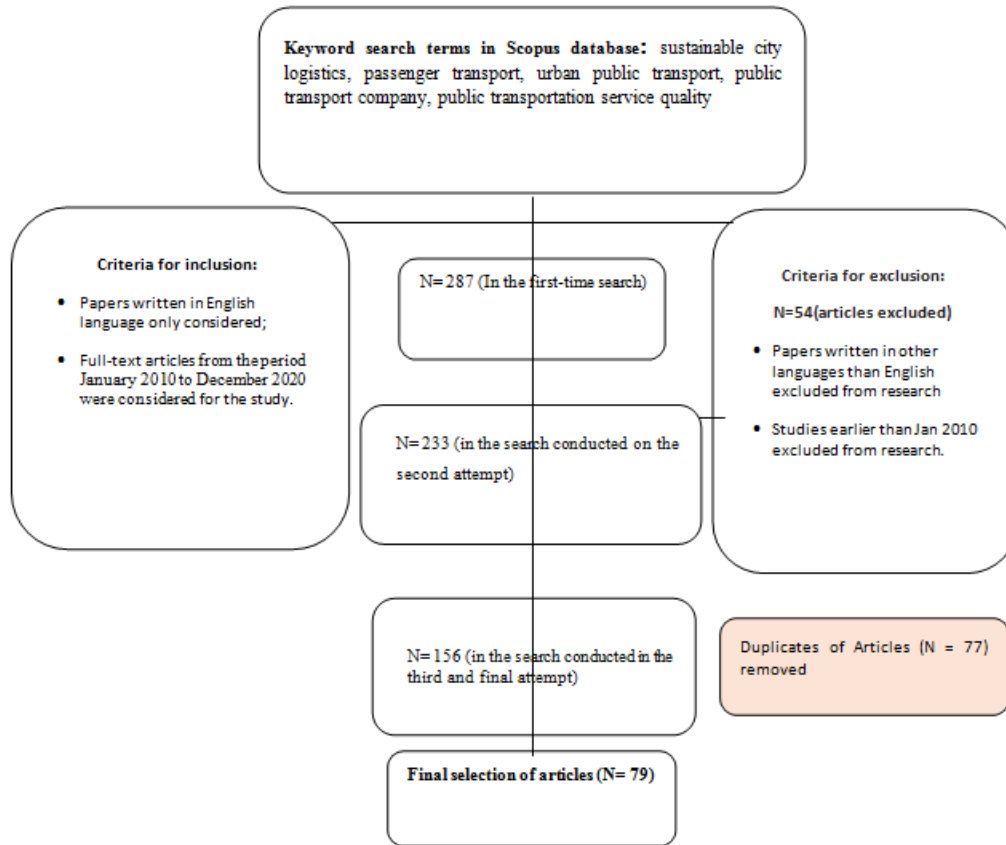 Keyword search terms in Scopus database: sustainable city
logistics, passenger transport, urban public transport, public
transport company, public transportation service quality
Criteria for inclusion:
• Papers written in English
language only considered;
• Full-text articles from the period
January 2010 to December 2020
were considered for the study.
N= 287 (In the first-time search)
Criteria for exclusion:
N=54(articles excluded)
• Papers written in other
languages than English
excluded from research
• Studies earlier than Jan 2010
excluded from research.
N= 233 (in the search conducted on the
second attempt)
N= 156 (in the search conducted in the
third and final attempt)
Duplicates of Articles (N = 77)
removed
Final selection of articles (N= 79)